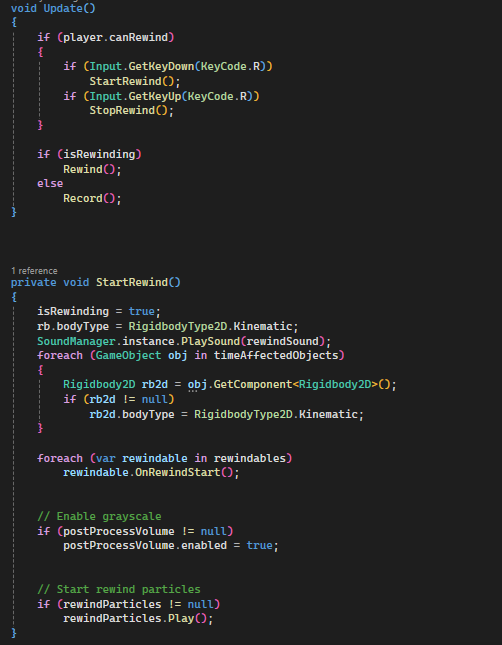 void Update()
{
if (player.canRewind)
{
if (Input.GetKeyDown(KeyCode.R))
StartRewind();
if (Input.GetKeyUp(KeyCode.R))
StopRewind();
}
if (isRewinding)
Rewind();
else
Record();
}
1 reference
private void StartRewind()
{
isRewinding = true;
rb.bodyType = RigidbodyType2D.Kinematic;
SoundManager.instance.PlaySound(rewindSound);
foreach (GameObject obj in timeAffectedObjects)
{
Rigidbody2D rb2d = obj.GetComponent<Rigidbody2D>();
if (rb2d != null)
rb2d.bodyType = RigidbodyType2D.Kinematic;
}
foreach (var rewindable in rewindables)
rewindable.OnRewindStart();
// Enable grayscale
if (postProcessVolume != null)
postProcessVolume.enabled = true;
// Start rewind particles
if (rewindParticles != null)
rewindParticles.Play();
}